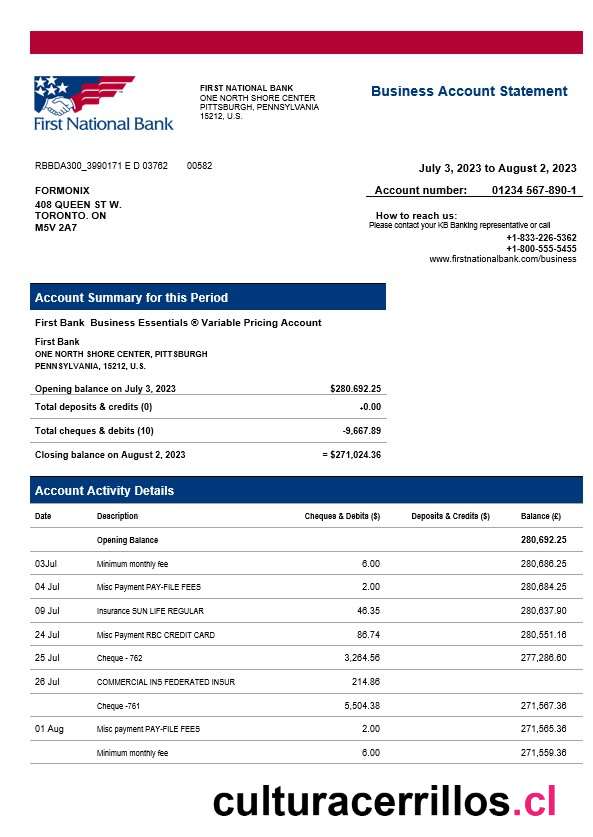 First National Bank
FIRST NATIONAL BANK
ONE NORTH SHORE CENTER
PITTSBURGH, PENNSYLVANIA
15212, U.S.
Business Account Statement
RBBDA300_3990171 E D 03762 00582
July 3, 2023 to August 2, 2023
FORMONIX
408 QUEEN ST W.
TORONTO. ON
M5V 2A7
Account number: 01234 567-890-1
How to reach us:
Please contact your KB Banking representative or call
+1-833-226-5362
+1-800-555-5455
www.firstnationalbank.com/business
Account Summary for this Period
First Bank Business Essentials ® Variable Pricing Account
First Bank
ONE NORTH SHORE CENTER, PITTSBURGH
PENNSYLVANIA, 15212, U.S.
Opening balance on July 3, 2023 $280.692.25
Total deposits & credits (0) +0.00
Total cheques & debits (10) -9,667.89
Closing balance on August 2, 2023 = $271,024.36
Account Activity Details
Date Description Cheques & Debits ($) Deposits & Credits ($) Balance (£)
Opening Balance 280,692.25
03Jul Minimum monthly fee 6.00 280,686.25
04 Jul Misc Payment PAY-FILE FEES 2.00 280,684.25
09 Jul Insurance SUN LIFE REGULAR 46.35 280,637.90
24 Jul Misc Payment RBC CREDIT CARD 86.74 280,551.16
25 Jul Cheque - 762 3,264.56 277,286.60
26 Jul COMMERCIAL INS FEDERATED INSUR 214.86
Cheque -761 5,504.38 271,567.36
01 Aug Misc payment PAY-FILE FEES 2.00 271,565.36
Minimum monthly fee 6.00 271,559.36
culturacerrillos.cl